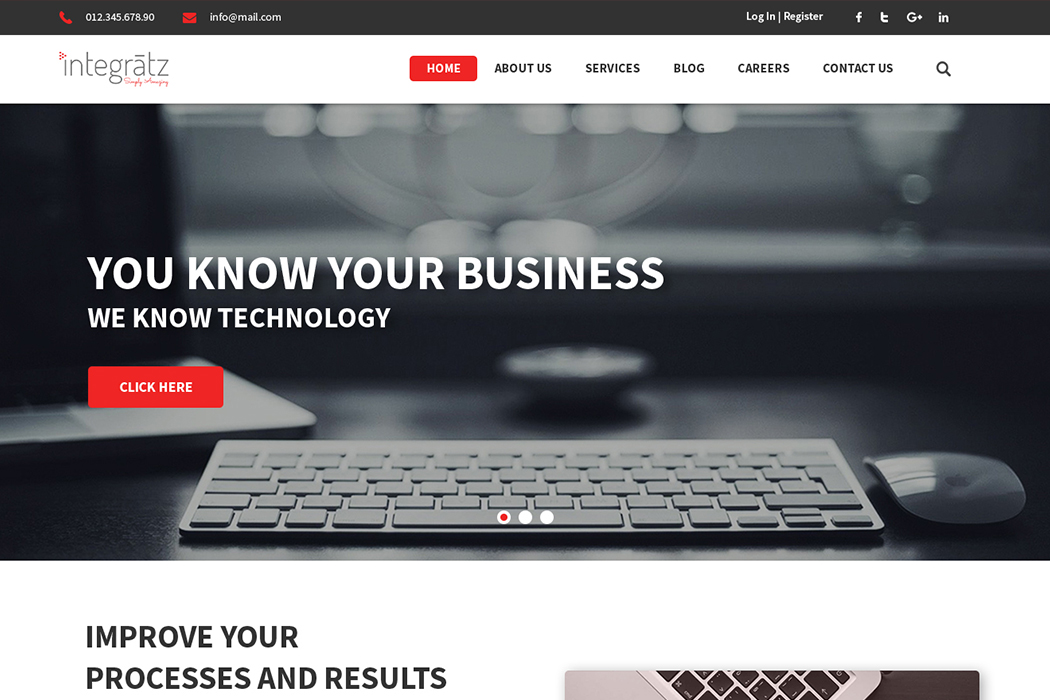 012.345.678.90 info@mail.com Log In | Register
integrātz
Simply Amazing
HOME ABOUT US SERVICES BLOG CAREERS CONTACT US
YOU KNOW YOUR BUSINESS
WE KNOW TECHNOLOGY
CLICK HERE
IMPROVE YOUR
PROCESSES AND RESULTS